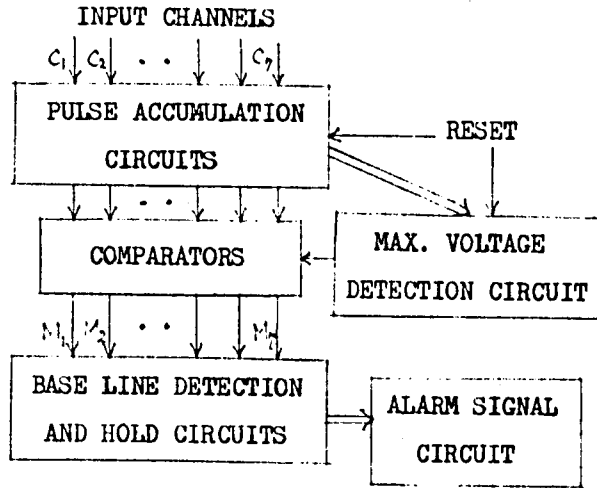 INPUT CHANNELS
C₁ C₂ . . C₇
PULSE ACCUMULATION
CIRCUITS
RESET
. .
COMPARATORS
MAX. VOLTAGE
DETECTION CIRCUIT
M₁ M₂ . . M₇
BASE LINE DETECTION
AND HOLD CIRCUITS
ALARM SIGNAL
CIRCUIT